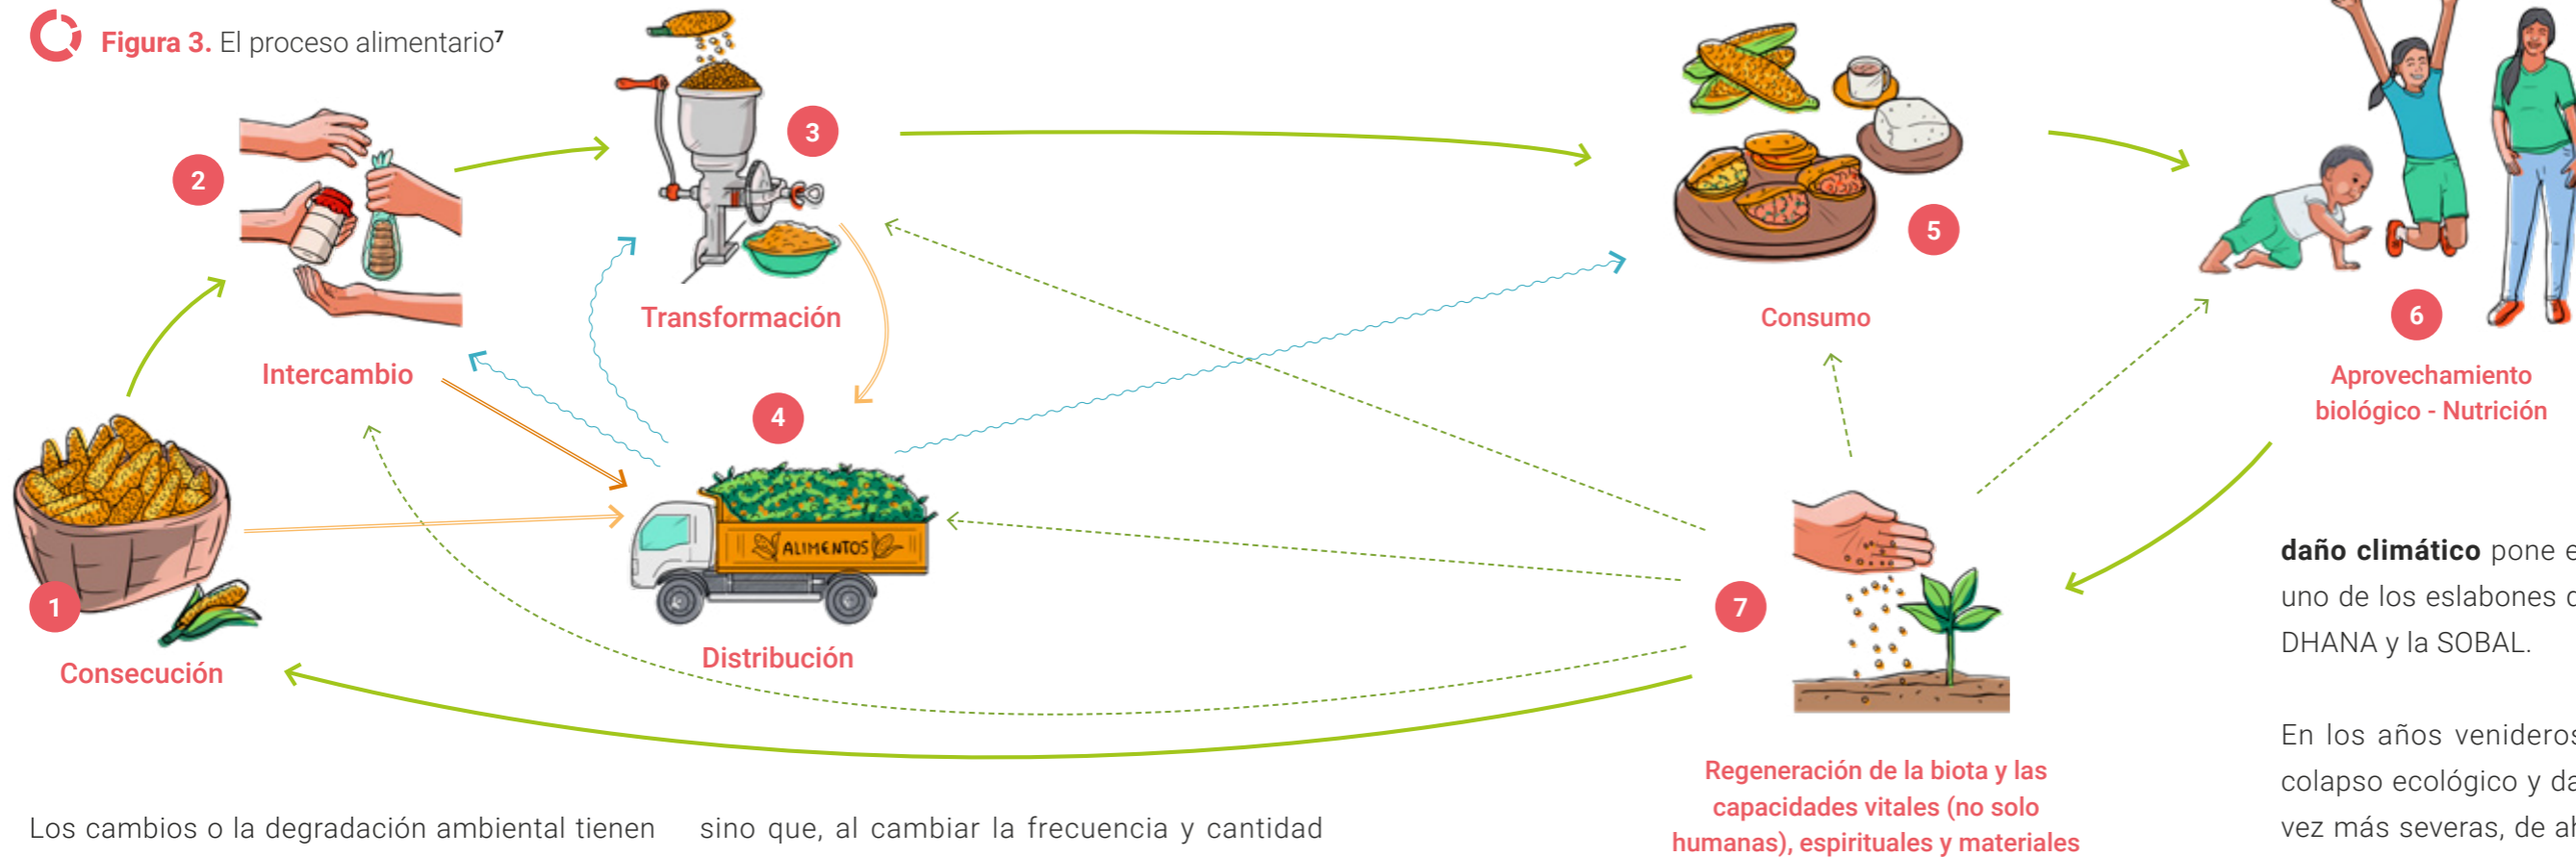 Figura 3. El proceso alimentario⁷
1
Consecución
2
Intercambio
3
Transformación
4
ALIMENTOS
Distribución
5
Consumo
6
Aprovechamiento
biológico - Nutrición
7
Regeneración de la biota y las
capacidades vitales (no solo
humanas), espirituales y materiales
Los cambios o la degradación ambiental tienen
sino que, al cambiar la frecuencia y cantidad
daño climático pone
uno de los eslabones
DHANA y la SOBAL.
En los años venideros
colapso ecológico y
vez más severas, de